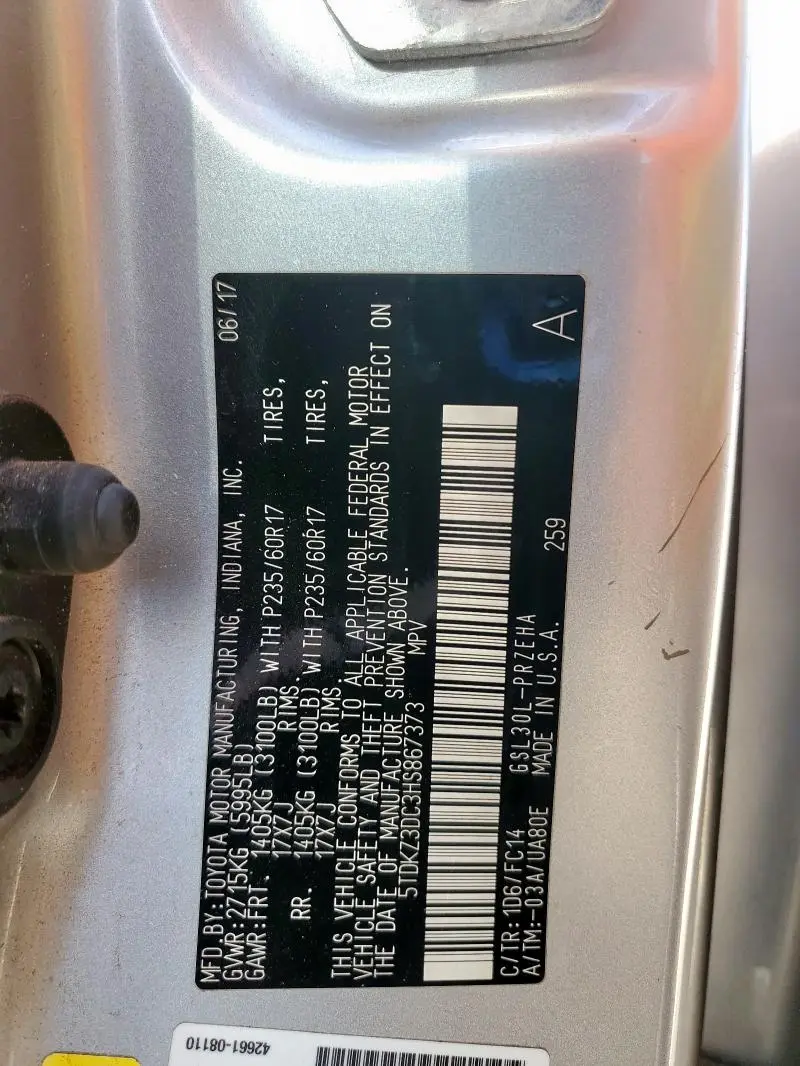 MFD.BY:TOYOTA MOTOR MANUFACTURING, INDIANA, INC. 06/17
GVWR:2715KG (5995LB)
GAWR:FRT. 1405KG (3100LB) WITH P235/60R17 TIRES,
17X7J RIMS.
RR. 1405KG (3100LB) WITH P235/60R17 TIRES,
17X7J RIMS.
THIS VEHICLE CONFORMS TO ALL APPLICABLE FEDERAL MOTOR
VEHICLE SAFETY AND THEFT PREVENTION STANDARDS IN EFFECT ON
THE DATE OF MANUFACTURE SHOWN ABOVE.
5TDKZ3DC3HS867373 MPV
C/TR:1D6/FC14 GSL30L-PRZEHA
A/TM:-03A/UA80E MADE IN U.S.A. 259 A
42661-08110